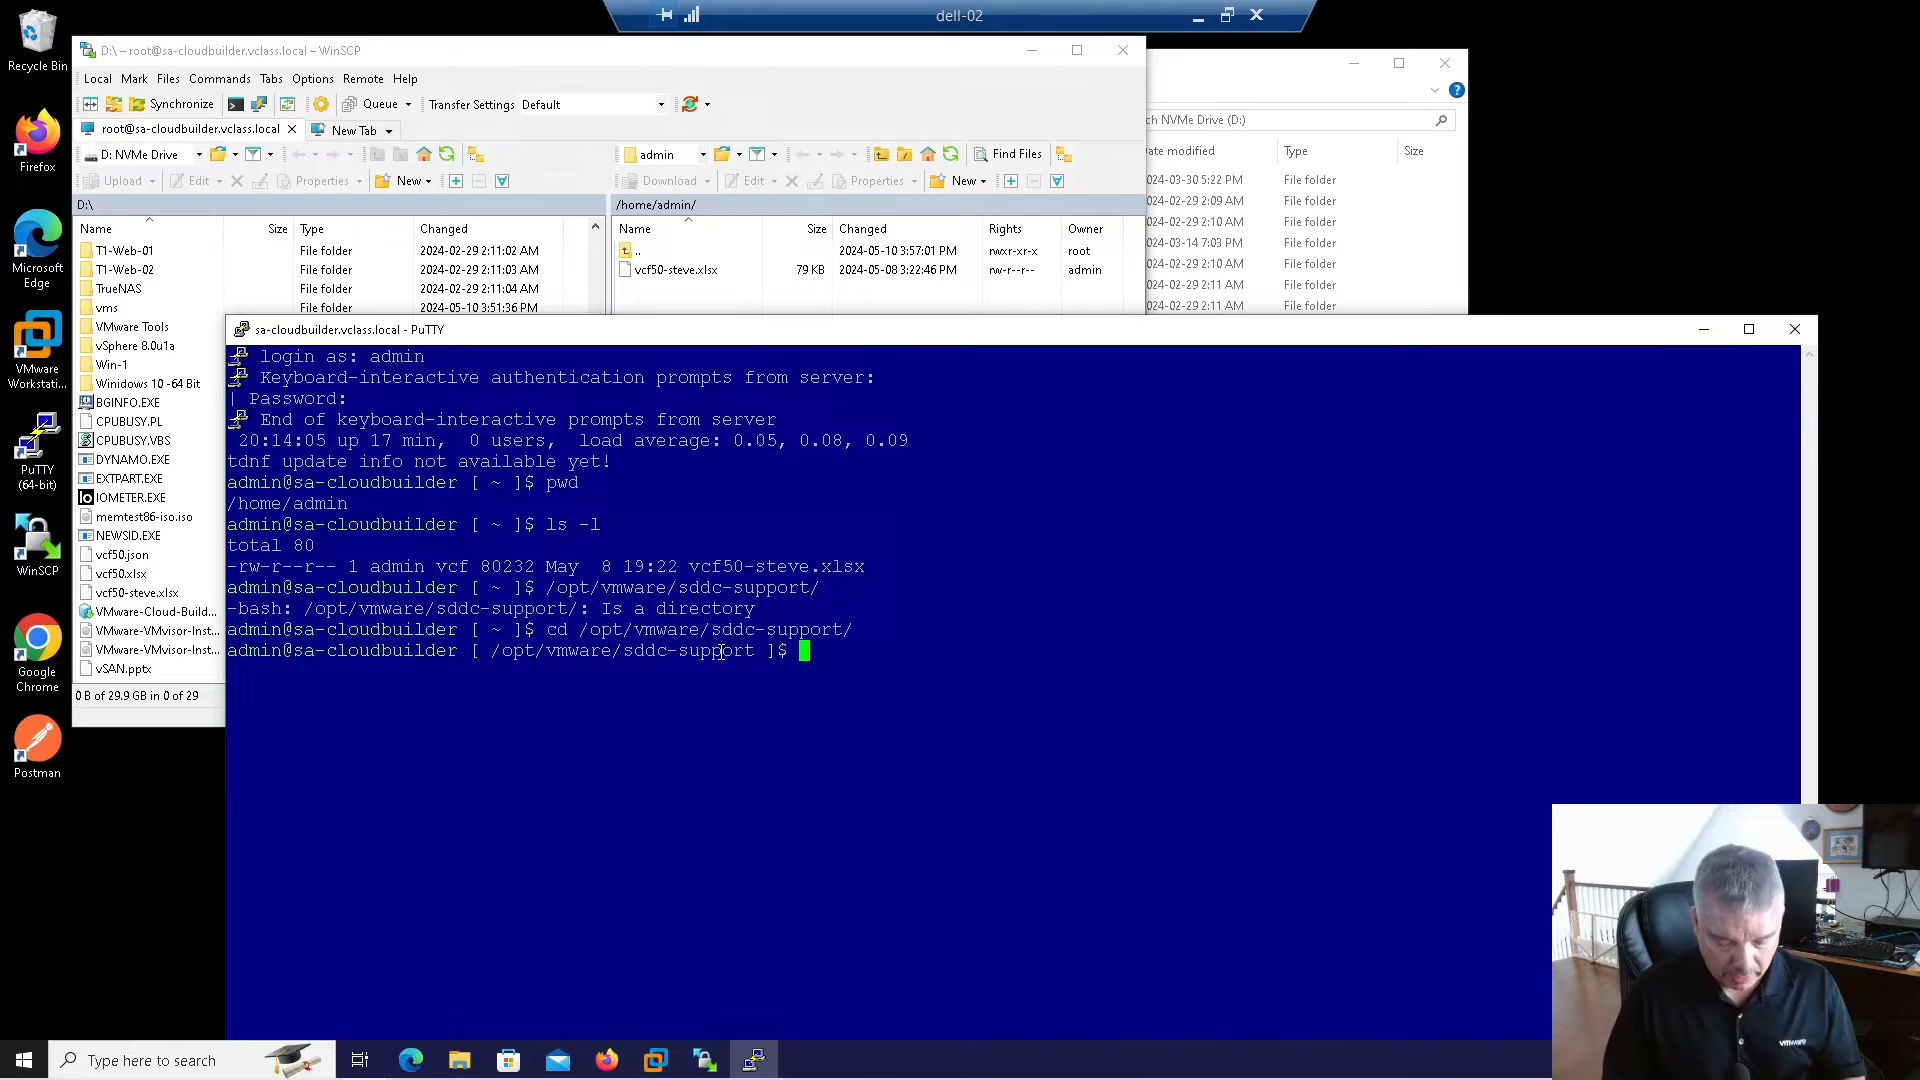 dell-02
Recycle Bin
Firefox
Microsoft
Edge
VMware
Workstati...
PuTTY
(64-bit)
WinSCP
Google
Chrome
Postman
D:\ – root@sa-cloudbuilder.vclass.local – WinSCP
Local Mark Files Commands Tabs Options Remote Help
Synchronize Queue Transfer Settings Default
root@sa-cloudbuilder.vclass.local New Tab
D: NVMe Drive admin Find Files
Upload Edit Properties New Download Edit Properties New
D:\ /home/admin/
Name Size Type Changed
T1-Web-01 File folder 2024-02-29 2:11:02 AM
T1-Web-02 File folder 2024-02-29 2:11:03 AM
TrueNAS File folder 2024-02-29 2:11:04 AM
vms File folder 2024-05-10 3:51:36 PM
VMware Tools
vSphere 8.0u1a
Win-1
Winidows 10 -64 Bit
BGINFO.EXE
CPUBUSY.PL
CPUBUSY.VBS
DYNAMO.EXE
EXTPART.EXE
IOMETER.EXE
memtest86-iso.iso
NEWSID.EXE
vcf50.json
vcf50.xlsx
vcf50-steve.xlsx
VMware-Cloud-Build...
VMware-VMvisor-Inst...
VMware-VMvisor-Inst...
vSAN.pptx
0 B of 29.9 GB in 0 of 29
Name Size Changed Rights Owner
.. 2024-05-10 3:57:01 PM rwxr-xr-x root
vcf50-steve.xlsx 79 KB 2024-05-08 3:22:46 PM rw-r--r-- admin
ch NVMe Drive (D:)
ate modified Type Size
024-03-30 5:22 PM File folder
024-02-29 2:09 AM File folder
024-02-29 2:10 AM File folder
024-03-14 7:03 PM File folder
024-02-29 2:10 AM File folder
024-02-29 2:11 AM File folder
024-02-29 2:11 AM File folder
sa-cloudbuilder.vclass.local - PuTTY
login as: admin
Keyboard-interactive authentication prompts from server:
| Password:
End of keyboard-interactive prompts from server
20:14:05 up 17 min, 0 users, load average: 0.05, 0.08, 0.09
tdnf update info not available yet!
admin@sa-cloudbuilder [ ~ ]$ pwd
/home/admin
admin@sa-cloudbuilder [ ~ ]$ ls -l
total 80
-rw-r--r-- 1 admin vcf 80232 May 8 19:22 vcf50-steve.xlsx
admin@sa-cloudbuilder [ ~ ]$ /opt/vmware/sddc-support/
-bash: /opt/vmware/sddc-support/: Is a directory
admin@sa-cloudbuilder [ ~ ]$ cd /opt/vmware/sddc-support/
admin@sa-cloudbuilder [ /opt/vmware/sddc-support ]$
vmware
Type here to search